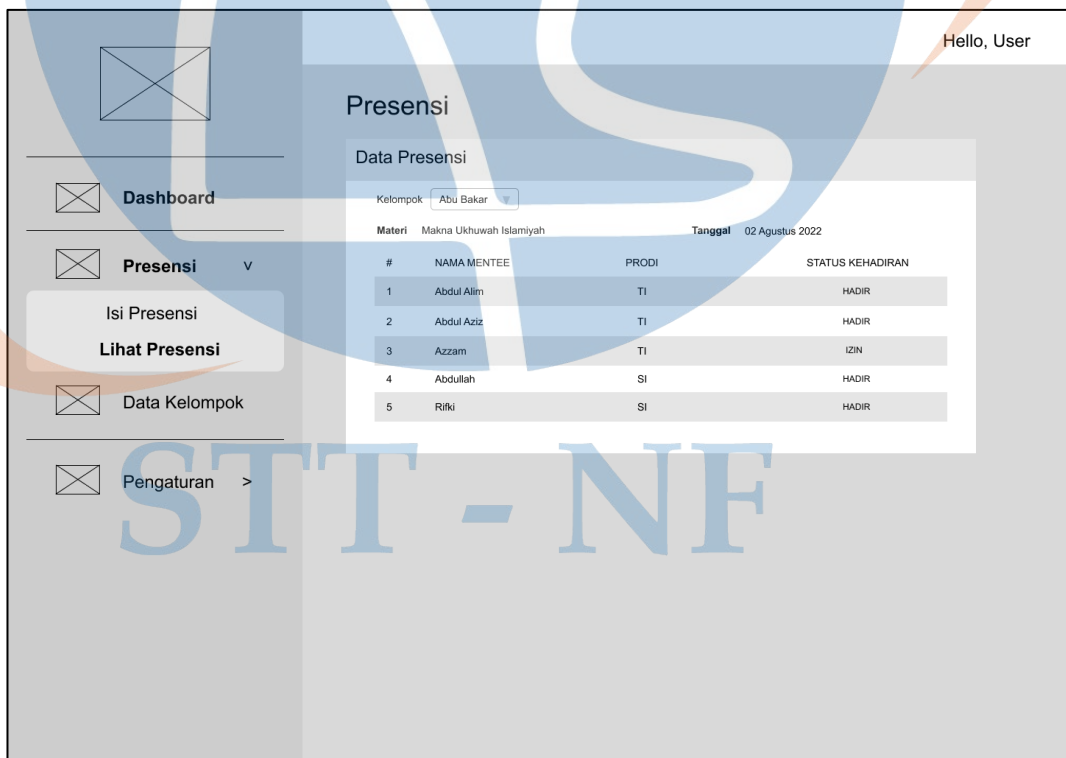 Hello, User
Dashboard
Presensi v
Isi Presensi
Lihat Presensi
Data Kelompok
Pengaturan >
Presensi
Data Presensi
Kelompok Abu Bakar
Materi Makna Ukhuwah Islamiyah Tanggal 02 Agustus 2022
# NAMA MENTEE PRODI STATUS KEHADIRAN
1 Abdul Alim TI HADIR
2 Abdul Aziz TI HADIR
3 Azzam TI IZIN
4 Abdullah SI HADIR
5 Rifki SI HADIR
STT - NF